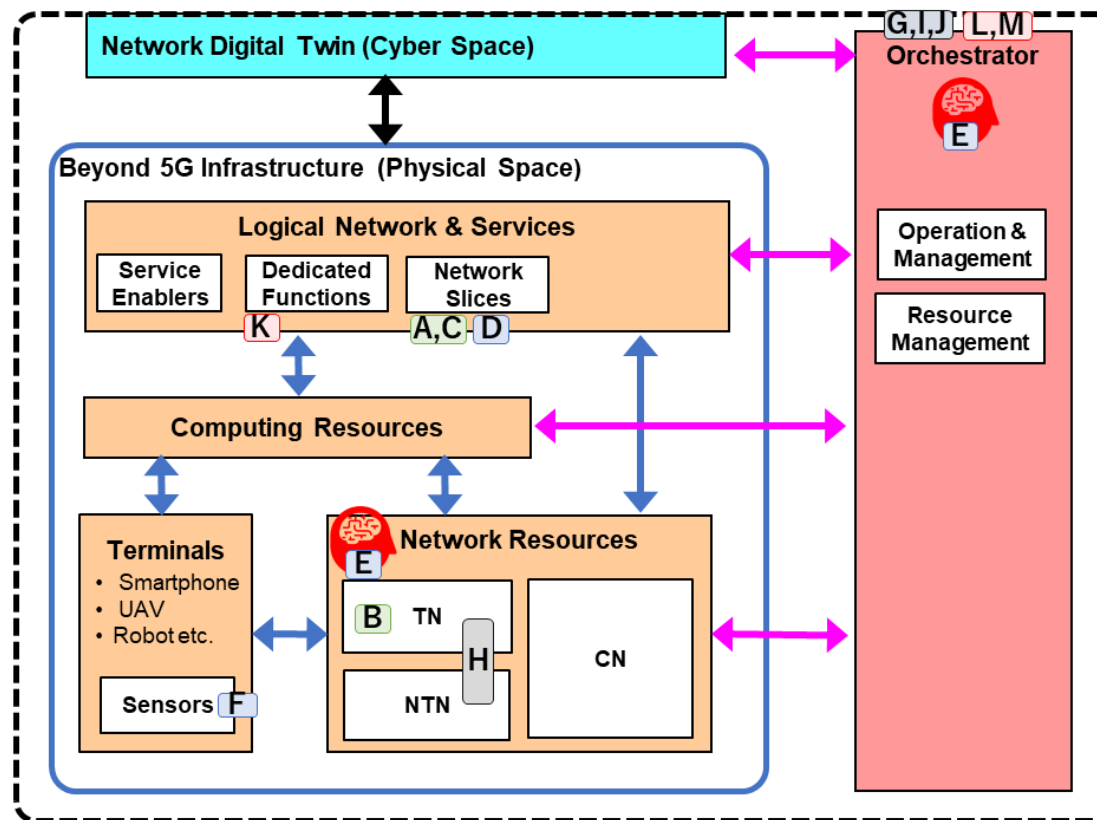 Network Digital Twin (Cyber Space)
G,I,J
L,M
Orchestrator
E
Operation &
Management
Resource
Management
Beyond 5G Infrastructure (Physical Space)
Logical Network & Services
Service
Enablers
Dedicated
Functions
Network
Slices
K
A,C
D
Computing Resources
Terminals
• Smartphone
• UAV
• Robot etc.
Sensors
F
Network Resources
E
B
TN
H
NTN
CN